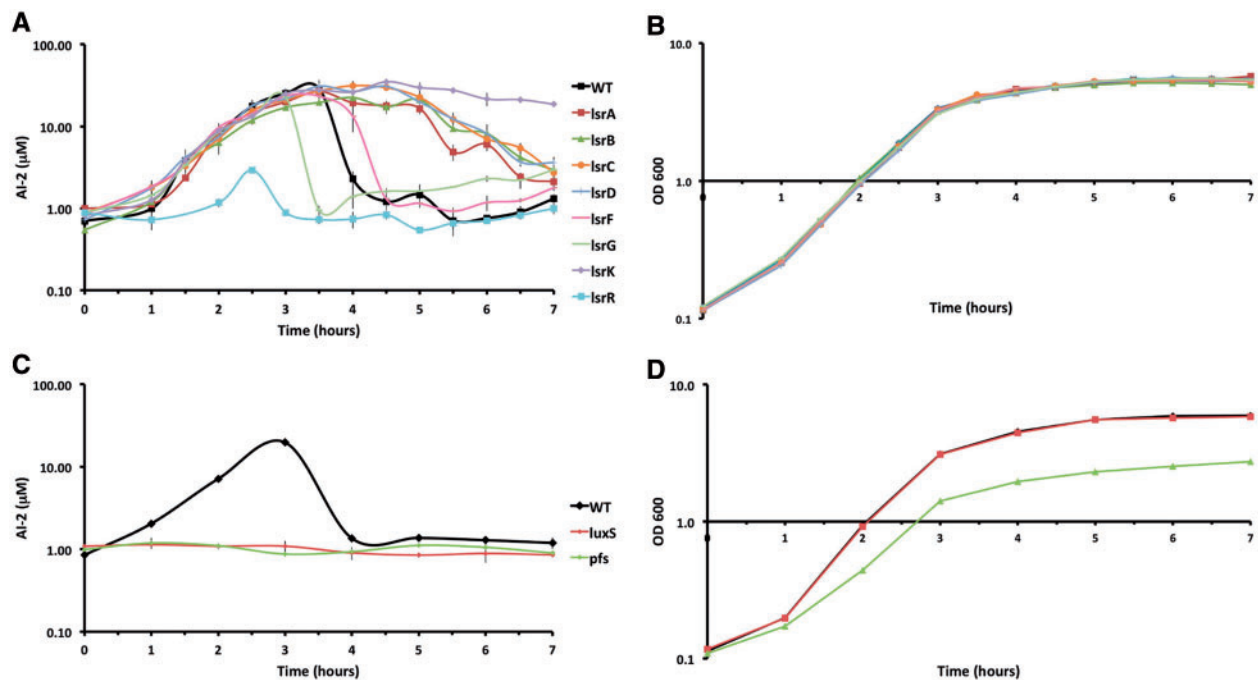 A
100.00
10.00
1.00
0.10
AI-2 (µM)
0 1 2 3 4 5 6 7
Time (hours)
WT
lsrA
lsrB
lsrC
lsrD
lsrF
lsrG
lsrK
lsrR
B
10.0
1.0
0.1
OD 600
0 1 2 3 4 5 6 7
Time (hours)
C
100.00
10.00
1.00
0.10
AI-2 (µM)
0 1 2 3 4 5 6 7
Time (hours)
WT
luxS
pfs
D
10.0
1.0
0.1
OD 600
0 1 2 3 4 5 6 7
Time (hours)